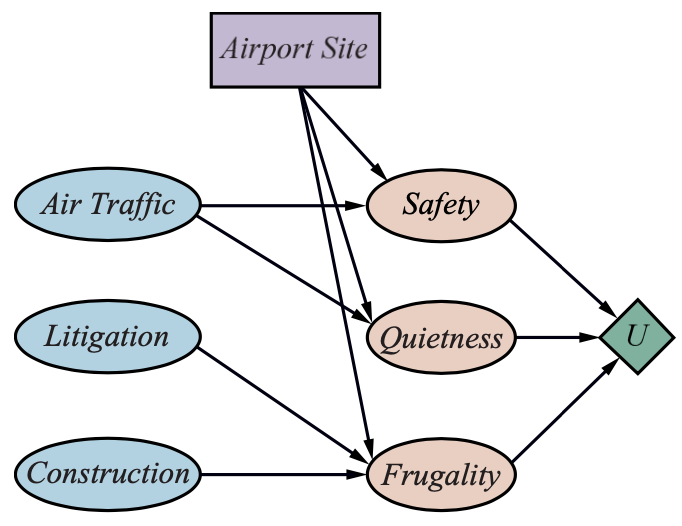 Airport Site
Air Traffic
Safety
Litigation
Quietness
U
Construction
Frugality